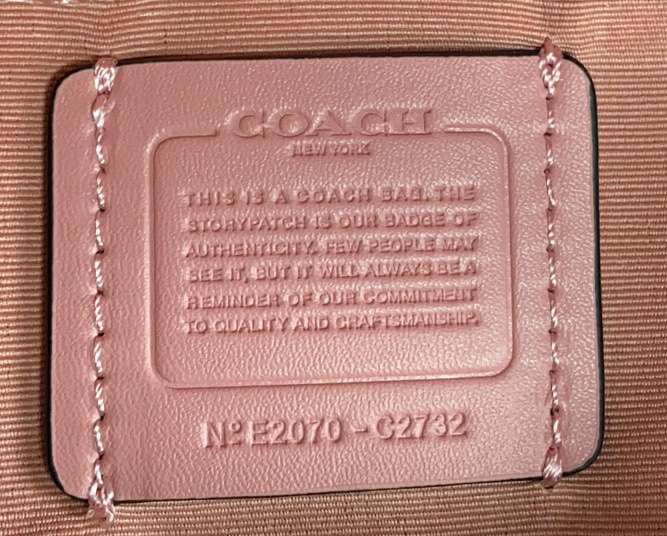 COACH
NEW YORK
THIS IS A COACH BAG. THE
STORYPATCH IS OUR BADGE OF
AUTHENTICITY. FEW PEOPLE MAY
SEE IT, BUT IT WILL ALWAYS BE A
REMINDER OF OUR COMMITMENT
TO QUALITY AND CRAFTSMANSHIP.
Nº E2070 - C2732